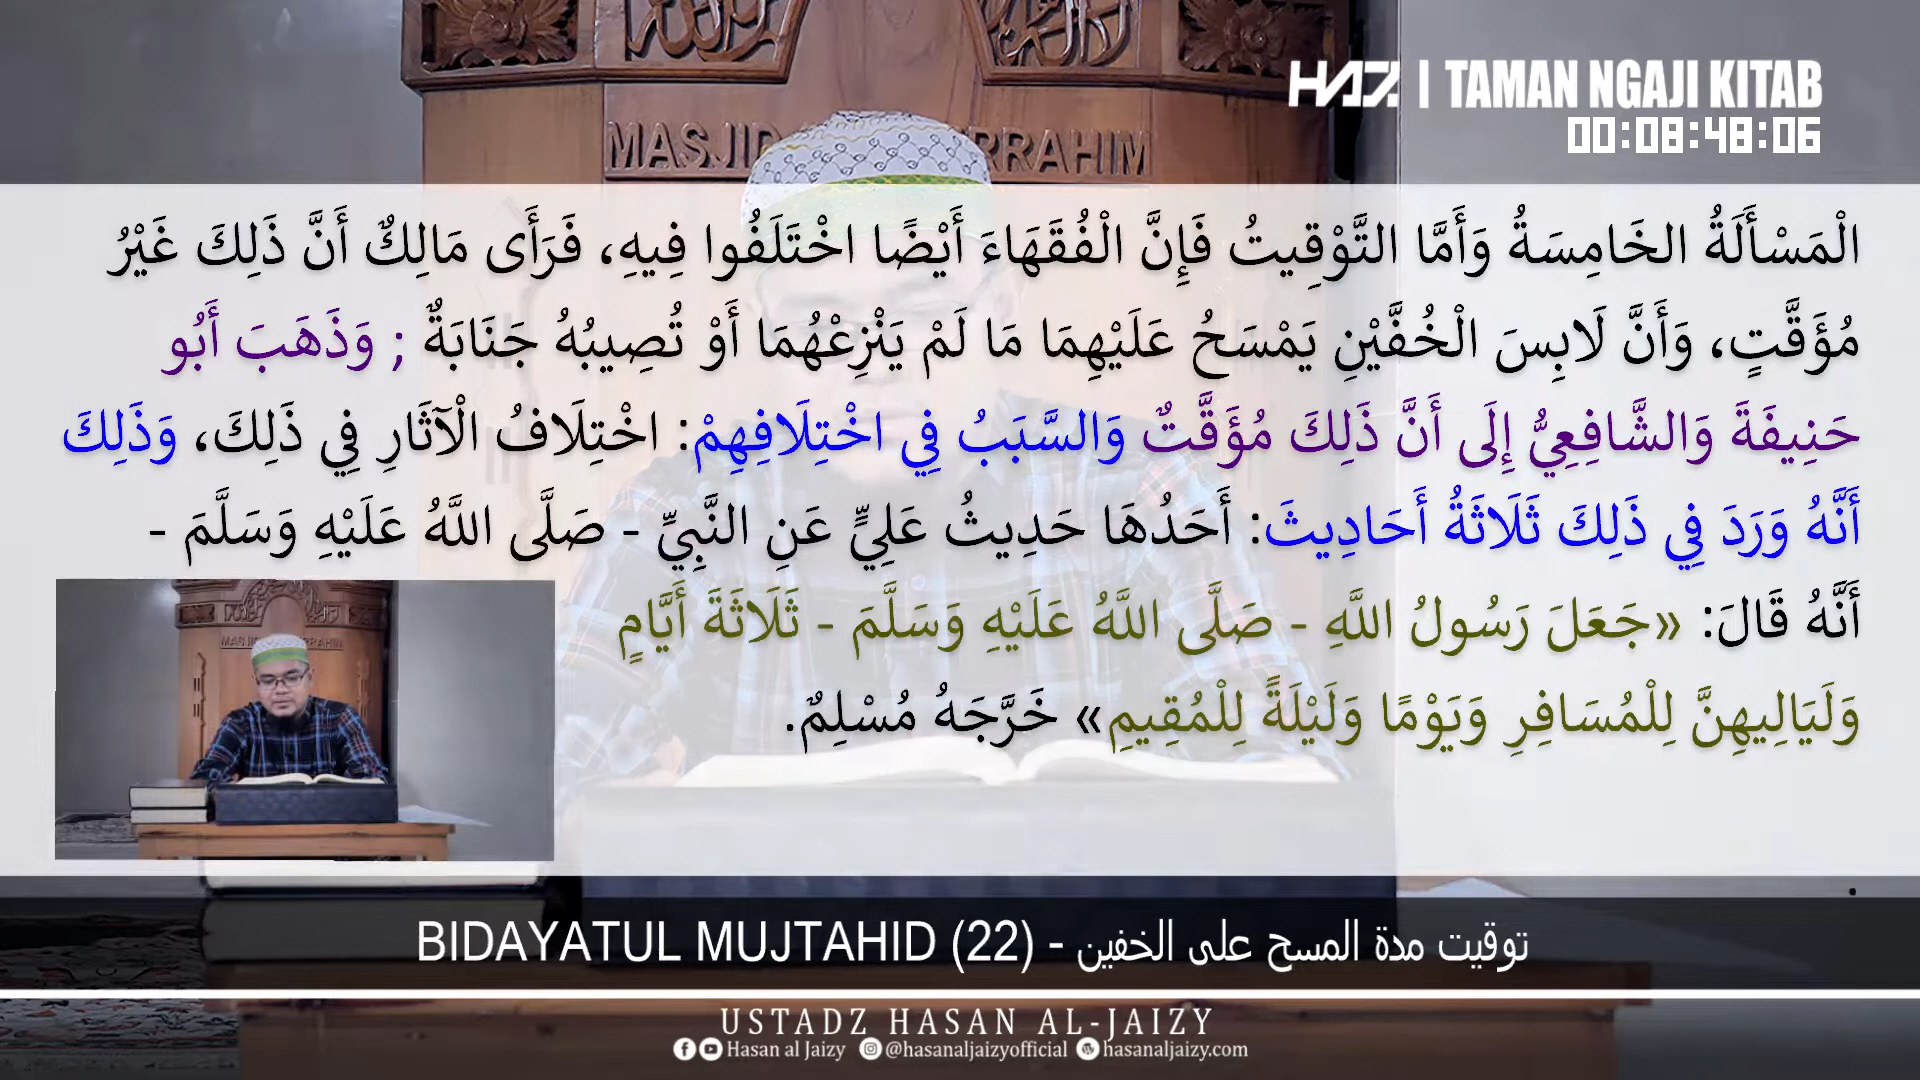 HAJ. | TAMAN NGAJI KITAB
00:08:48:06
MASJID
RRAHIM
الْمَسْأَلَةُ الخَامِسَةُ وَأَمَّا التَّوْقِيتُ فَإِنَّ الْفُقَهَاءَ أَيْضًا اخْتَلَفُوا فِيهِ، فَرَأَى مَالِكٌ أَنَّ ذَلِكَ غَيْرُ
مُؤَقَّتٍ، وَأَنَّ لَابِسَ الْخُفَّيْنِ يَمْسَحُ عَلَيْهِمَا مَا لَمْ يَنْزِعْهُمَا أَوْ تُصِيبُهُ جَنَابَةٌ ; وَذَهَبَ أَبُو
حَنِيفَةَ وَالشَّافِعِيُّ إِلَى أَنَّ ذَلِكَ مُؤَقَّتٌ وَالسَّبَبُ فِي اخْتِلَافِهِمْ: اخْتِلَافُ الْآثَارِ فِي ذَلِكَ، وَذَلِكَ
أَنَّهُ وَرَدَ فِي ذَلِكَ ثَلَاثَةُ أَحَادِيثَ: أَحَدُهَا حَدِيثُ عَلِيٍّ عَنِ النَّبِيِّ - صَلَّى اللَّهُ عَلَيْهِ وَسَلَّمَ -
أَنَّهُ قَالَ: «جَعَلَ رَسُولُ اللَّهِ - صَلَّى اللَّهُ عَلَيْهِ وَسَلَّمَ - ثَلَاثَةَ أَيَّامٍ
وَلَيَالِيهِنَّ لِلْمُسَافِرِ وَيَوْمًا وَلَيْلَةً لِلْمُقِيمِ» خَرَّجَهُ مُسْلِمٌ.
BIDAYATUL MUJTAHID (22) - توقيت مدة المسح على الخفين
USTADZ HASAN AL-JAIZY
Hasan al Jaizy @hasanaljaizyofficial hasanaljaizy.com